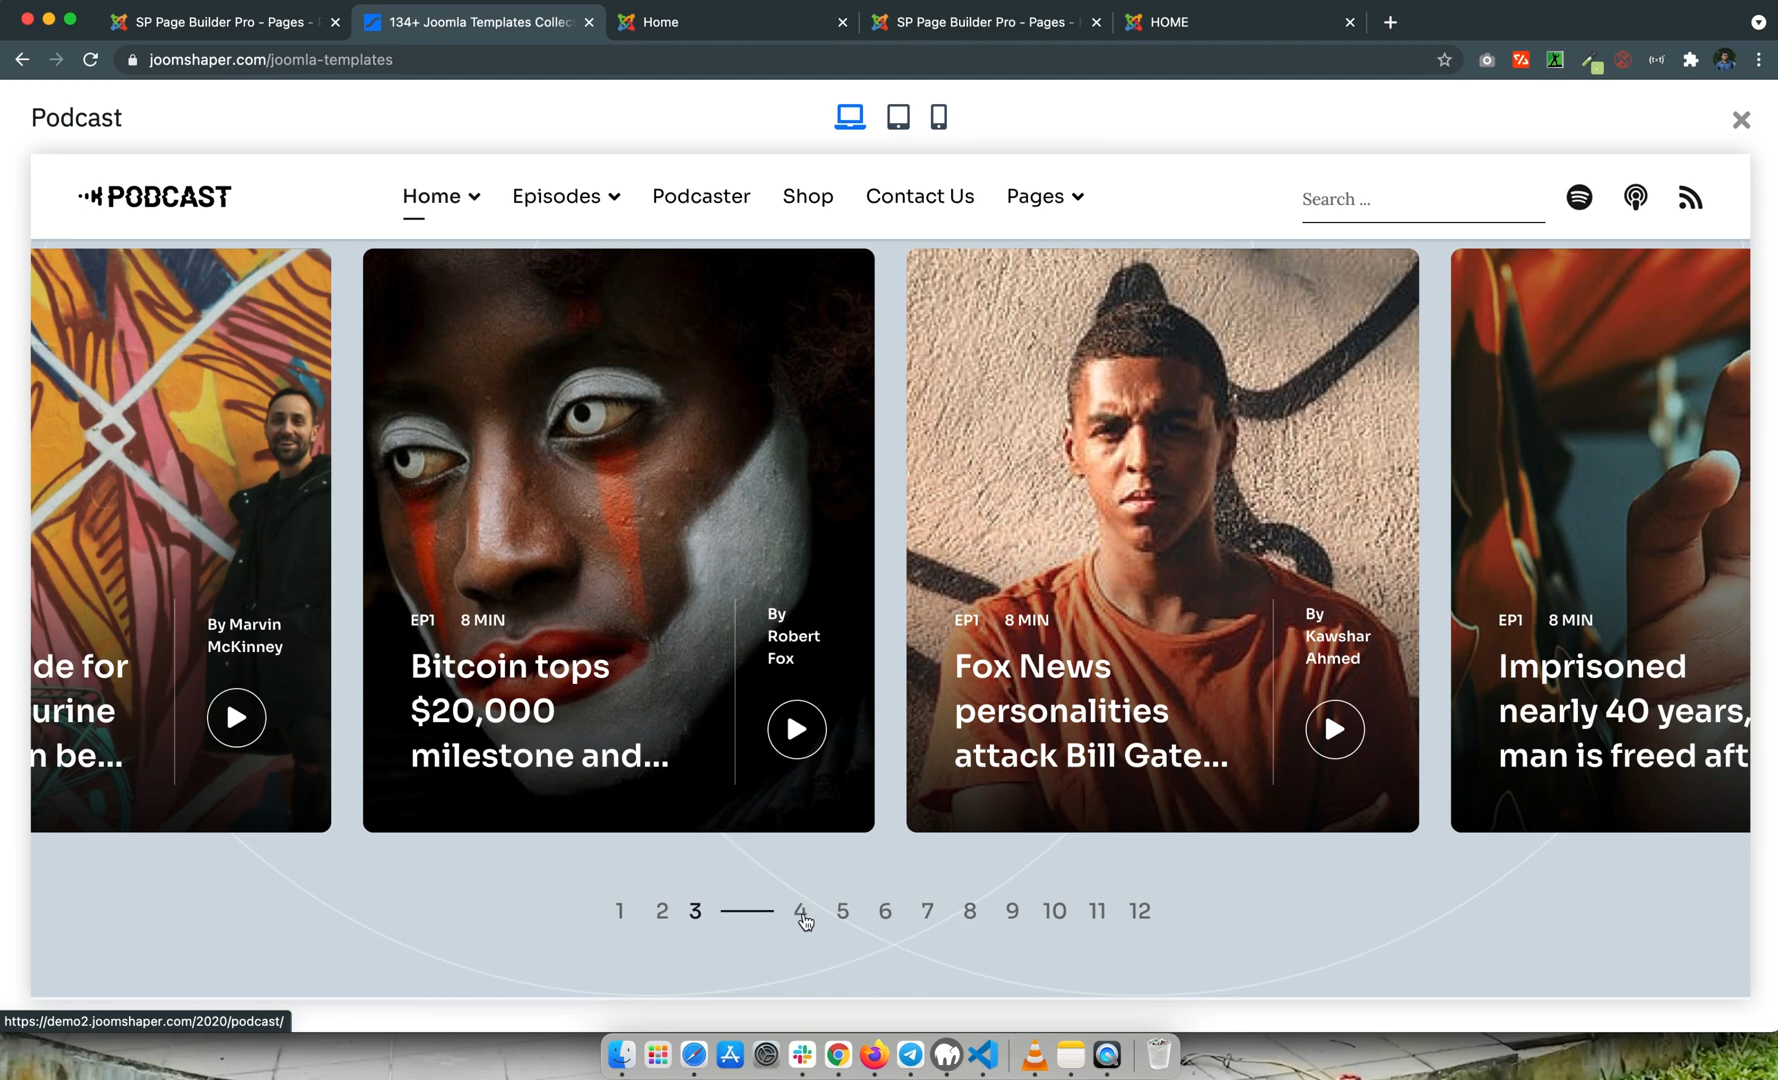 SP Page Builder Pro - Pages -
134+ Joomla Templates Collec
Home
SP Page Builder Pro - Pages -
HOME
joomshaper.com/joomla-templates
Podcast
PODCAST
Home
Episodes
Podcaster
Shop
Contact Us
Pages
Search ...
de for
urine
n be...
By Marvin
McKinney
EP1 8 MIN
Bitcoin tops
$20,000
milestone and...
By
Robert
Fox
EP1 8 MIN
Fox News
personalities
attack Bill Gate...
By
Kawshar
Ahmed
EP1 8 MIN
Imprisoned
nearly 40 years,
man is freed aft
1 2 3 4 5 6 7 8 9 10 11 12
https://demo2.joomshaper.com/2020/podcast/